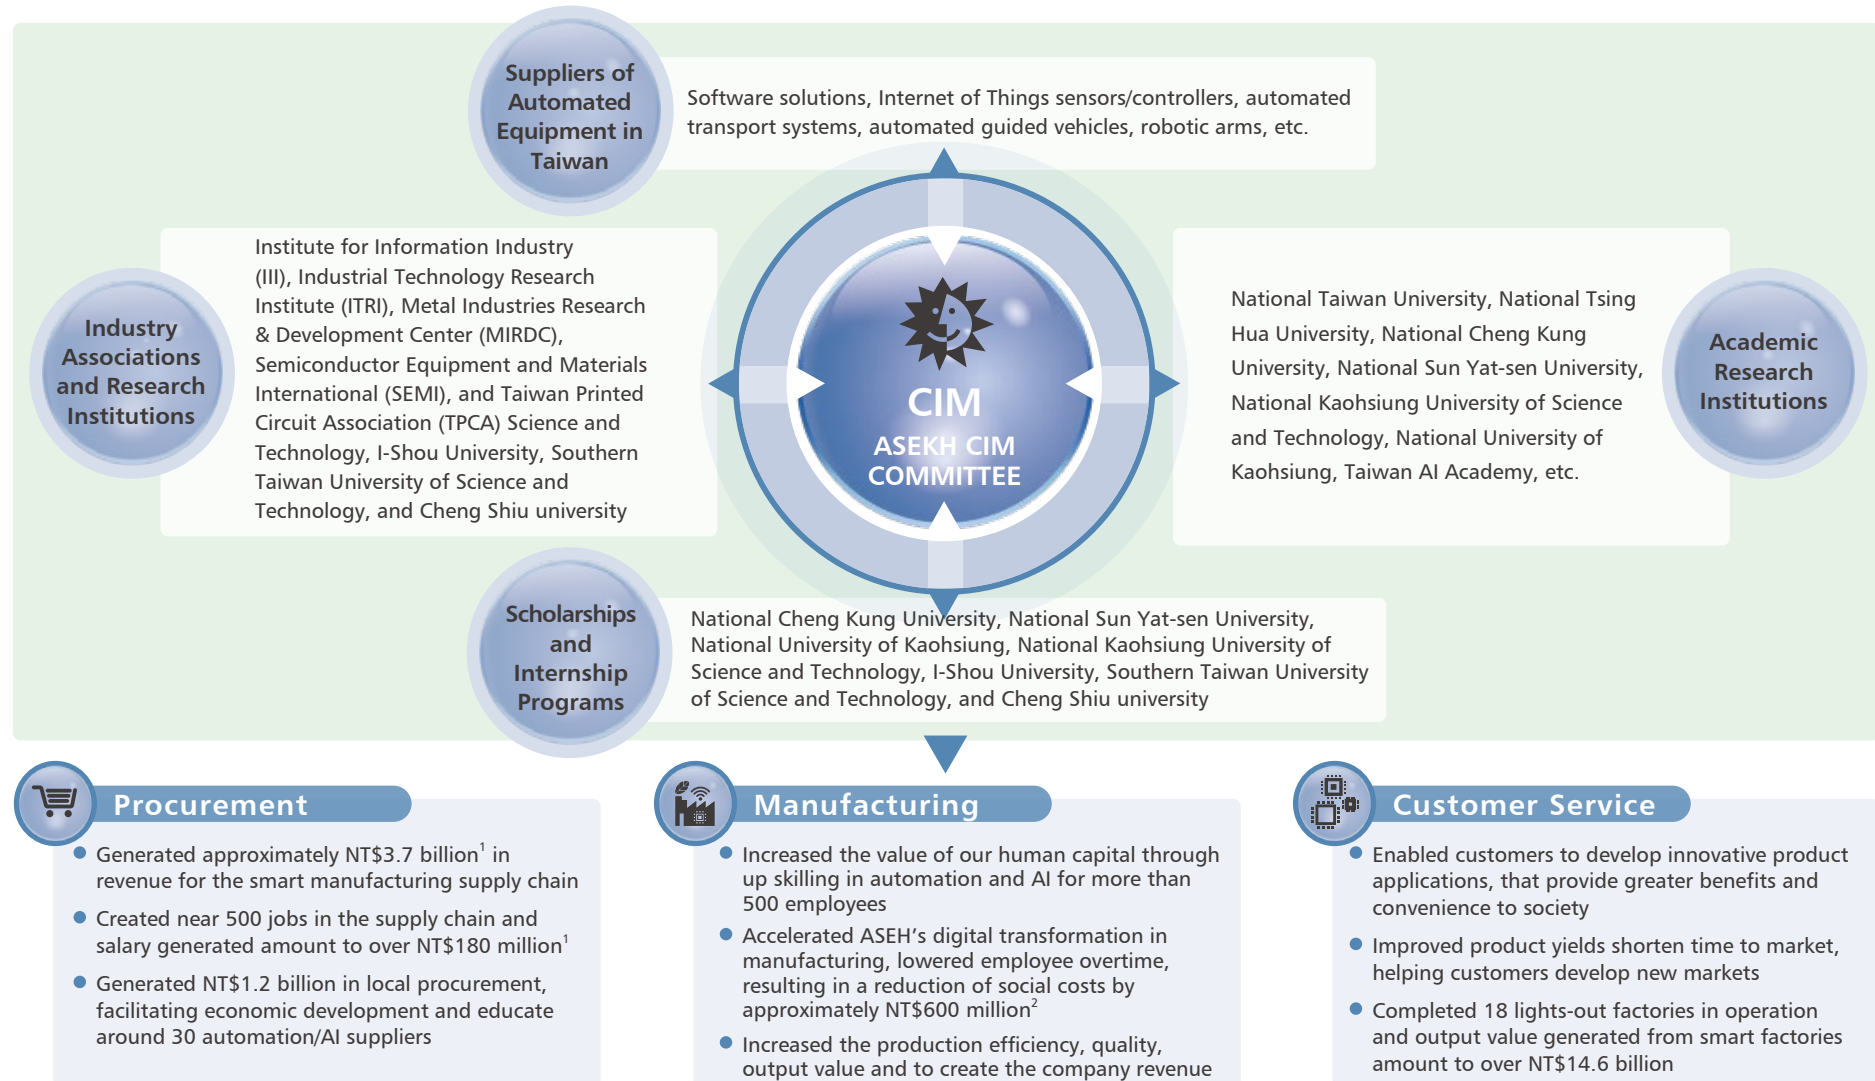 Suppliers of
Automated
Equipment in
Taiwan
Software solutions, Internet of Things sensors/controllers, automated
transport systems, automated guided vehicles, robotic arms, etc.
Industry
Associations
and Research
Institutions
Institute for Information Industry
(III), Industrial Technology Research
Institute (ITRI), Metal Industries Research
& Development Center (MIRDC),
Semiconductor Equipment and Materials
International (SEMI), and Taiwan Printed
Circuit Association (TPCA) Science and
Technology, I-Shou University, Southern
Taiwan University of Science and
Technology, and Cheng Shiu university
CIM
ASEKH CIM
COMMITTEE
National Taiwan University, National Tsing
Hua University, National Cheng Kung
University, National Sun Yat-sen University,
National Kaohsiung University of Science
and Technology, National University of
Kaohsiung, Taiwan AI Academy, etc.
Academic
Research
Institutions
Scholarships
and
Internship
Programs
National Cheng Kung University, National Sun Yat-sen University,
National University of Kaohsiung, National Kaohsiung University of
Science and Technology, I-Shou University, Southern Taiwan University
of Science and Technology, and Cheng Shiu university
Procurement
Generated approximately NT$3.7 billion¹ in
revenue for the smart manufacturing supply chain
Created near 500 jobs in the supply chain and
salary generated amount to over NT$180 million¹
Generated NT$1.2 billion in local procurement,
facilitating economic development and educate
around 30 automation/AI suppliers
Manufacturing
Increased the value of our human capital through
up skilling in automation and AI for more than
500 employees
Accelerated ASEH's digital transformation in
manufacturing, lowered employee overtime,
resulting in a reduction of social costs by
approximately NT$600 million²
Increased the production efficiency, quality,
output value and to create the company revenue
Customer Service
Enabled customers to develop innovative product
applications, that provide greater benefits and
convenience to society
Improved product yields shorten time to market,
helping customers develop new markets
Completed 18 lights-out factories in operation
and output value generated from smart factories
amount to over NT$14.6 billion